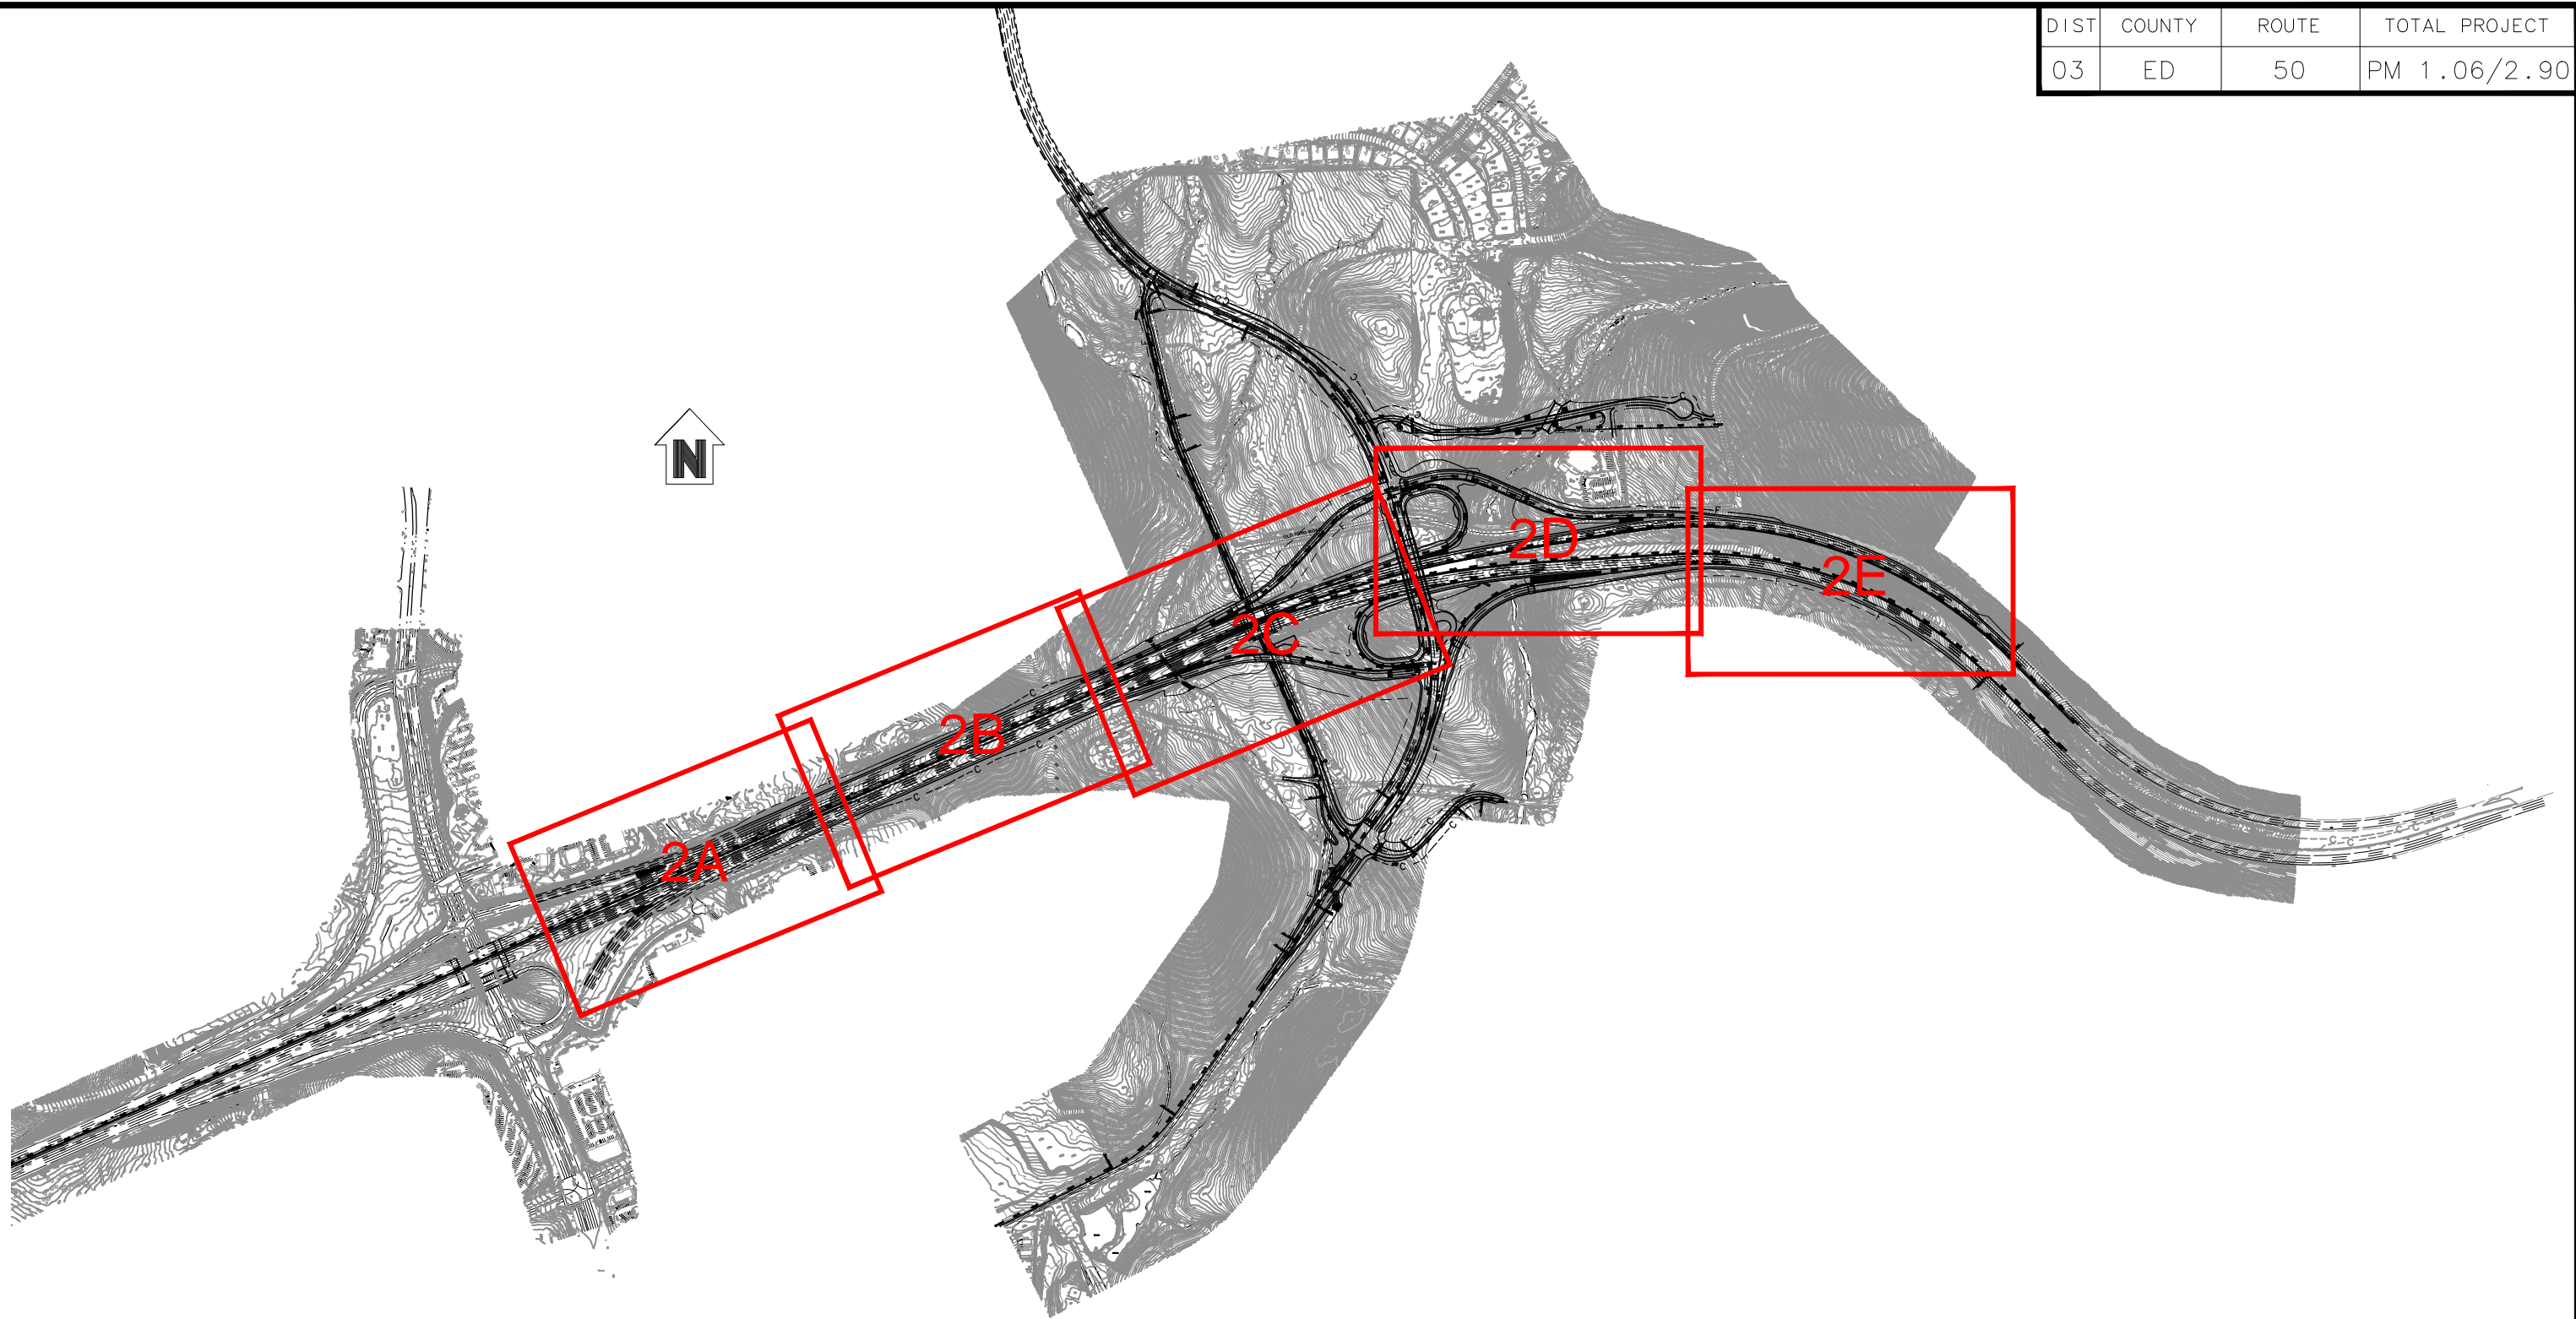 DIST COUNTY ROUTE TOTAL PROJECT
03 ED 50 PM 1.06/2.90
N
2D
2E
2C
2B
2A